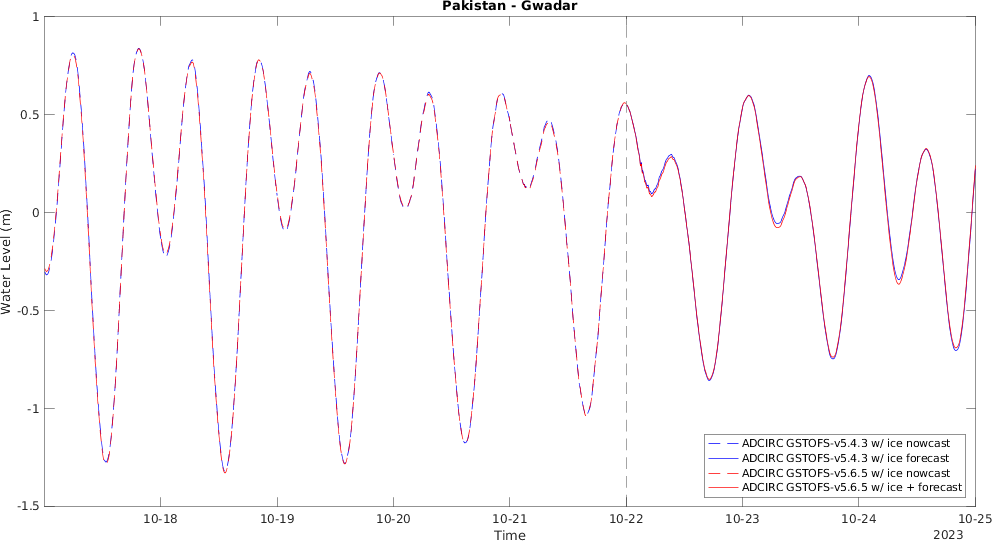 Pakistan - Gwadar
1
0.5
0
-0.5
-1
-1.5
Water Level (m)
10-18
10-19
10-20
10-21
10-22
10-23
10-24
10-25
Time
2023
ADCIRC GSTOFS-v5.4.3 w/ ice nowcast
ADCIRC GSTOFS-v5.4.3 w/ ice forecast
ADCIRC GSTOFS-v5.6.5 w/ ice nowcast
ADCIRC GSTOFS-v5.6.5 w/ ice + forecast